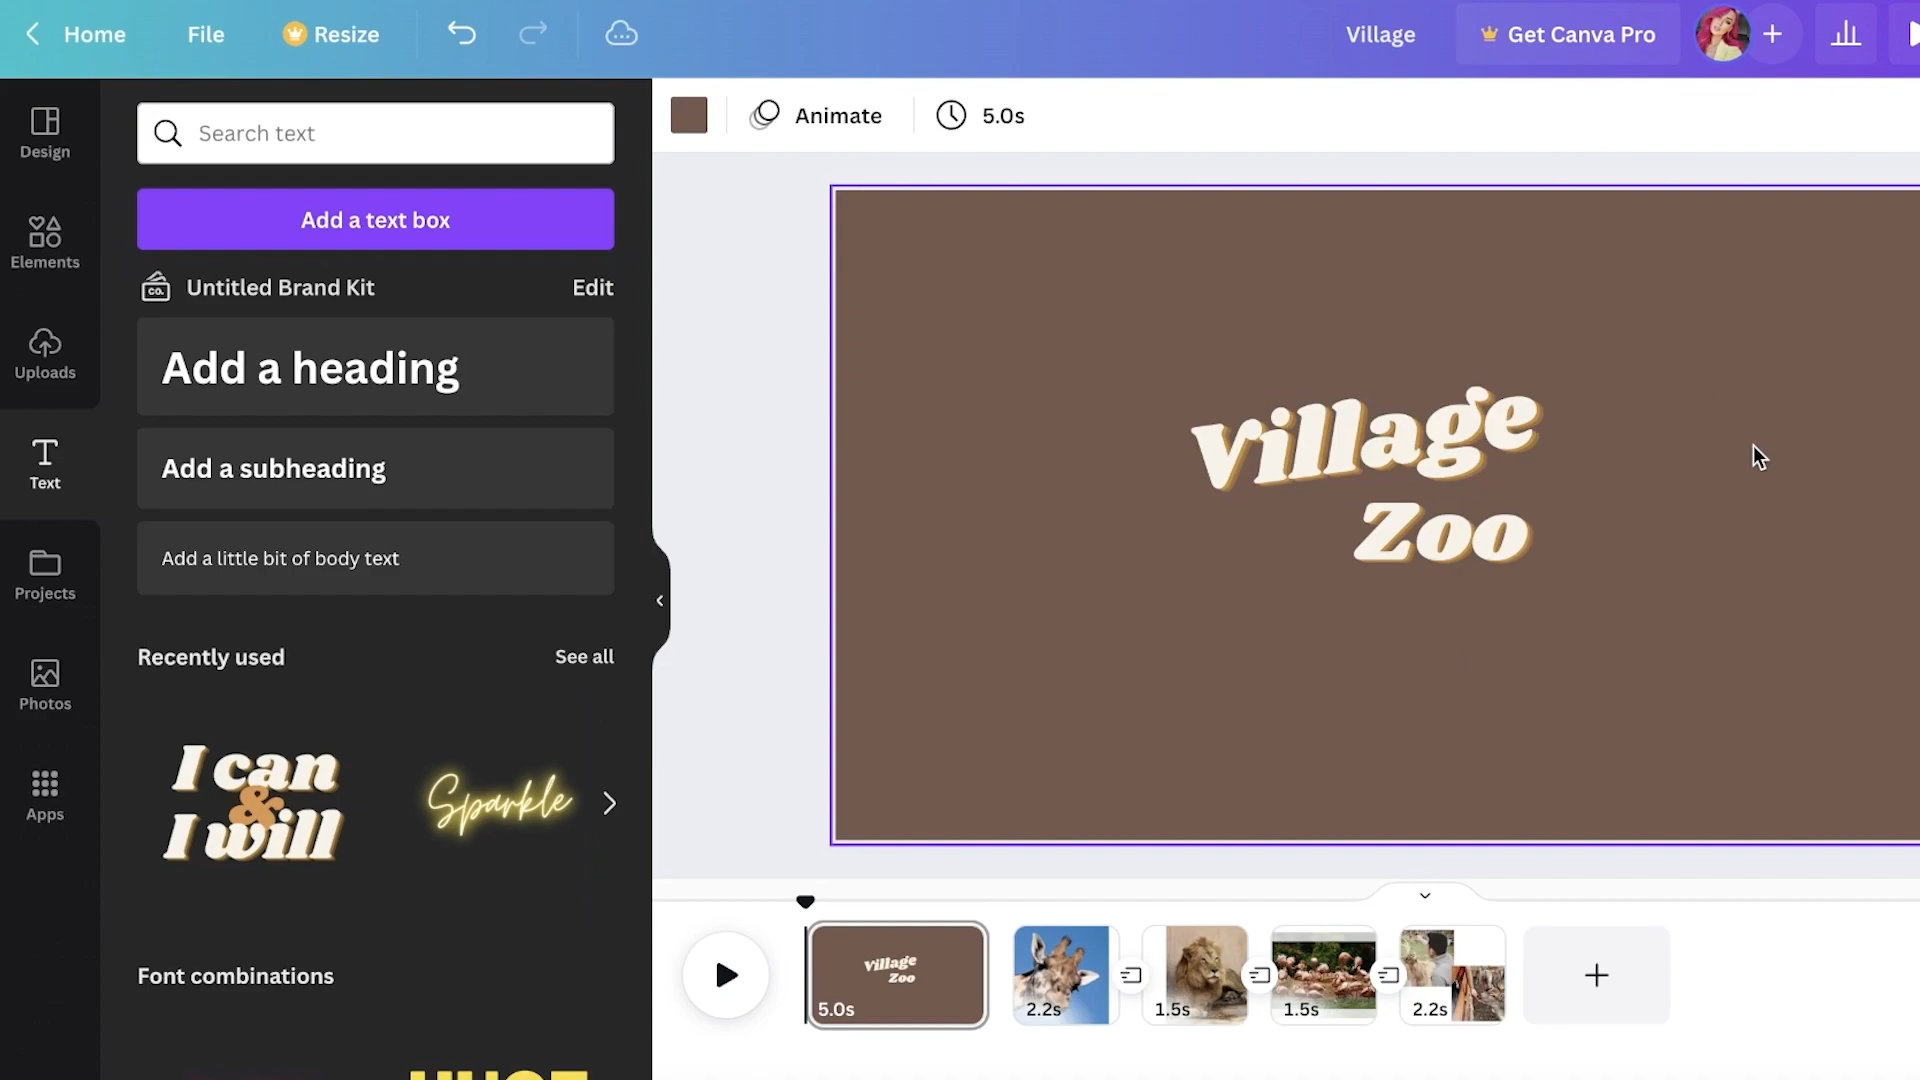 Home File Resize Village Get Canva Pro
Design
Elements
Uploads
Text
Projects
Photos
Apps
Search text
Add a text box
CO. Untitled Brand Kit Edit
Add a heading
Add a subheading
Add a little bit of body text
Recently used See all
I can
&
I will
Sparkle
Font combinations
Animate 5.0s
Village
Zoo
Village
Zoo
5.0s 2.2s 1.5s 1.5s 2.2s